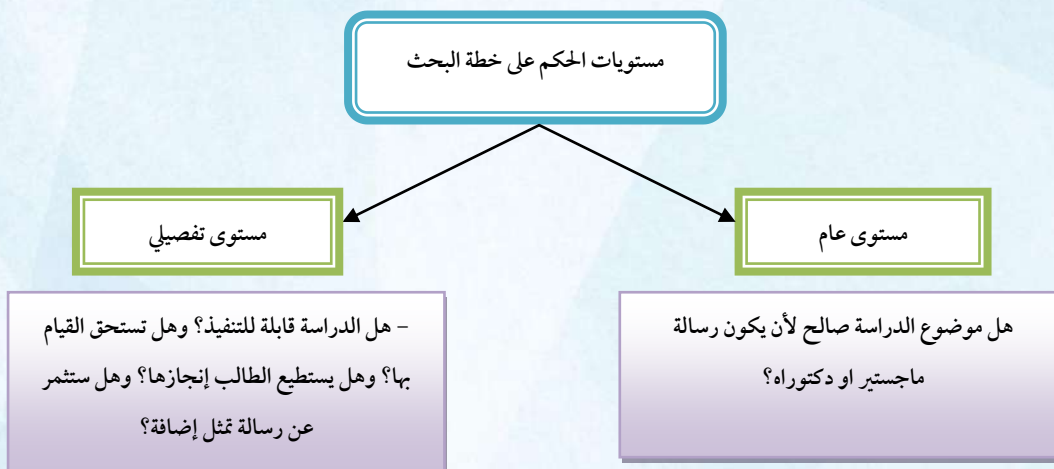 مستويات الحكم على خطة البحث
مستوى عام
هل موضوع الدراسة صالح لأن يكون رسالة
ماجستير او دكتوراه؟
مستوى تفصيلي
- هل الدراسة قابلة للتنفيذ؟ وهل تستحق القيام
بها؟ وهل يستطيع الطالب إنجازها؟ وهل ستثمر
عن رسالة تمثل إضافة؟